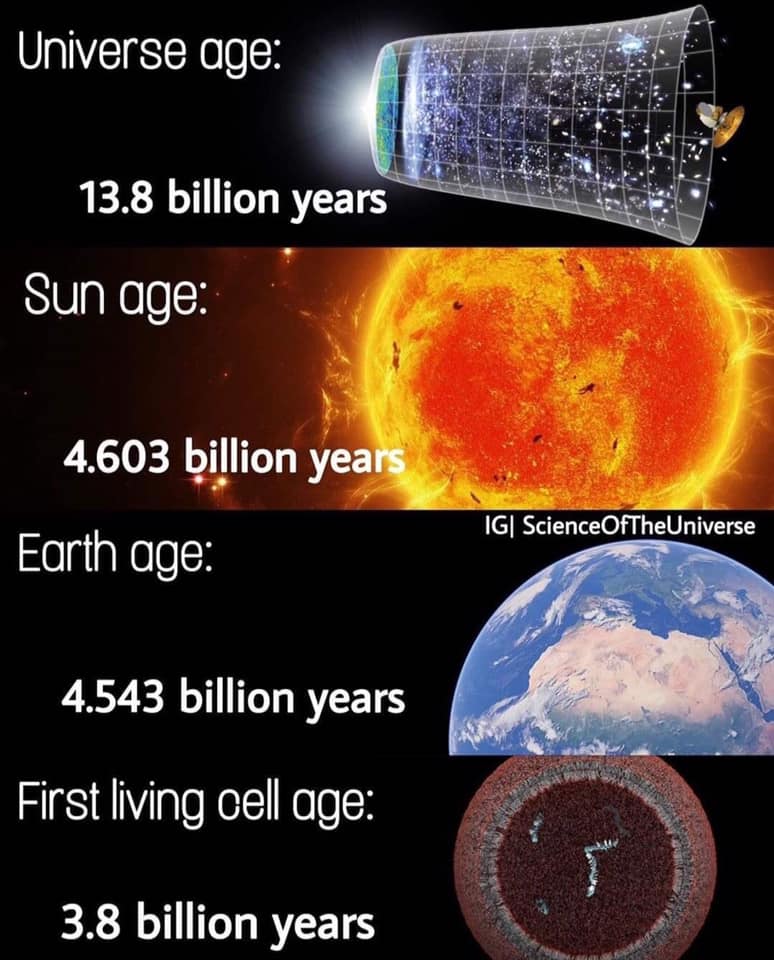 Universe age:
13.8 billion years
Sun age:
4.603 billion years
IG| ScienceOfTheUniverse
Earth age:
4.543 billion years
First living cell age:
3.8 billion years